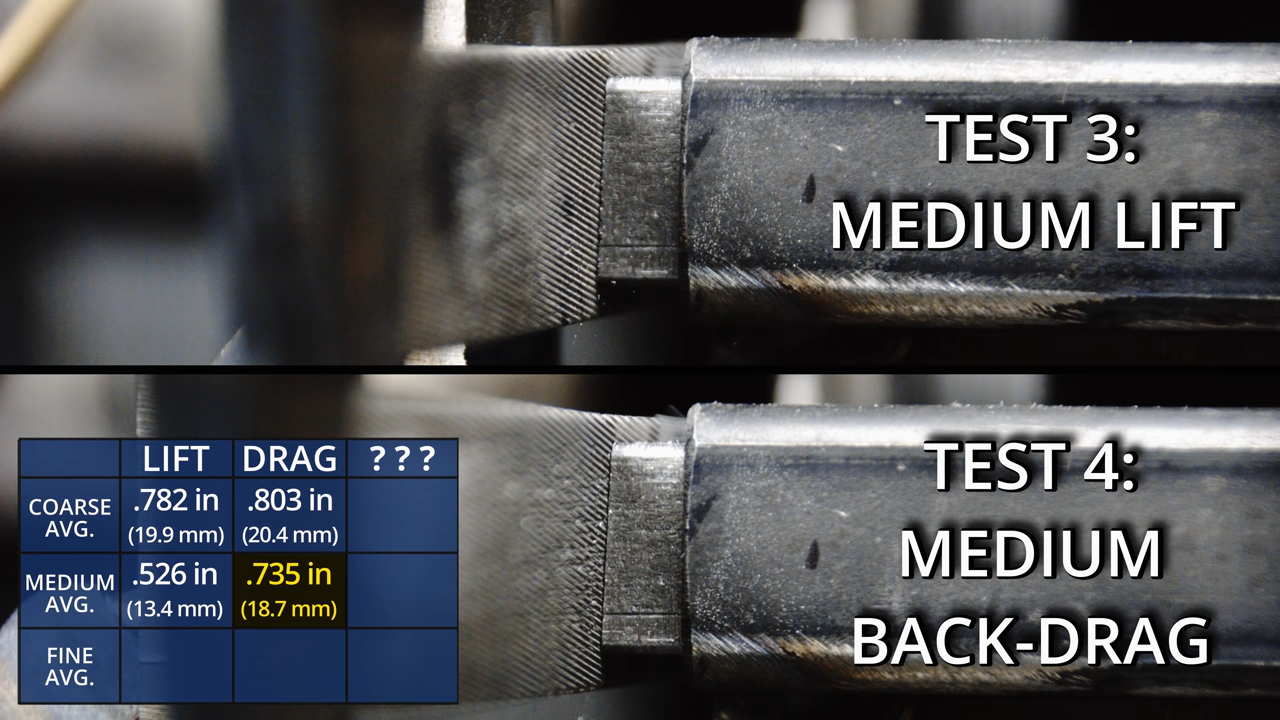 TEST 3:
MEDIUM LIFT
TEST 4:
MEDIUM
BACK-DRAG
LIFT DRAG ? ? ?
COARSE AVG. .782 in (19.9 mm) .803 in (20.4 mm)
MEDIUM AVG. .526 in (13.4 mm) .735 in (18.7 mm)
FINE AVG.